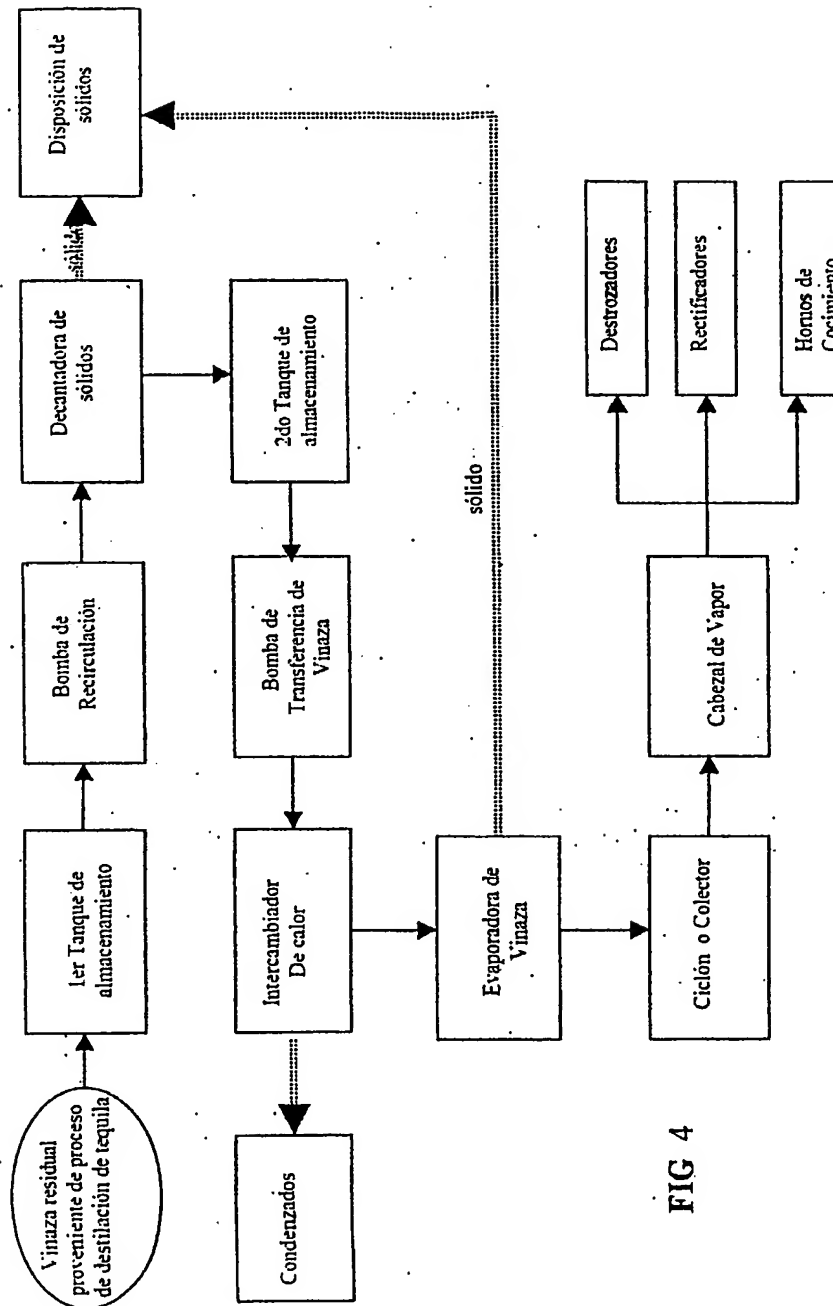 Vinaza residual
proveniente de proceso
de destilación de tequila
1er Tanque de
almacenamiento
Bomba de
Recirculación
Decantadora de
sólidos
sólido
Disposición de
sólidos
2do Tanque de
almacenamiento
Bomba de
Transferencia de
Vinaza
Intercambiador
De calor
Condenzados
Evaporadora de
Vinaza
sólido
Ciclón o Colector
Cabezal de Vapor
Destrozadores
Rectificadores
Hornos de
Cocimiento
FIG 4